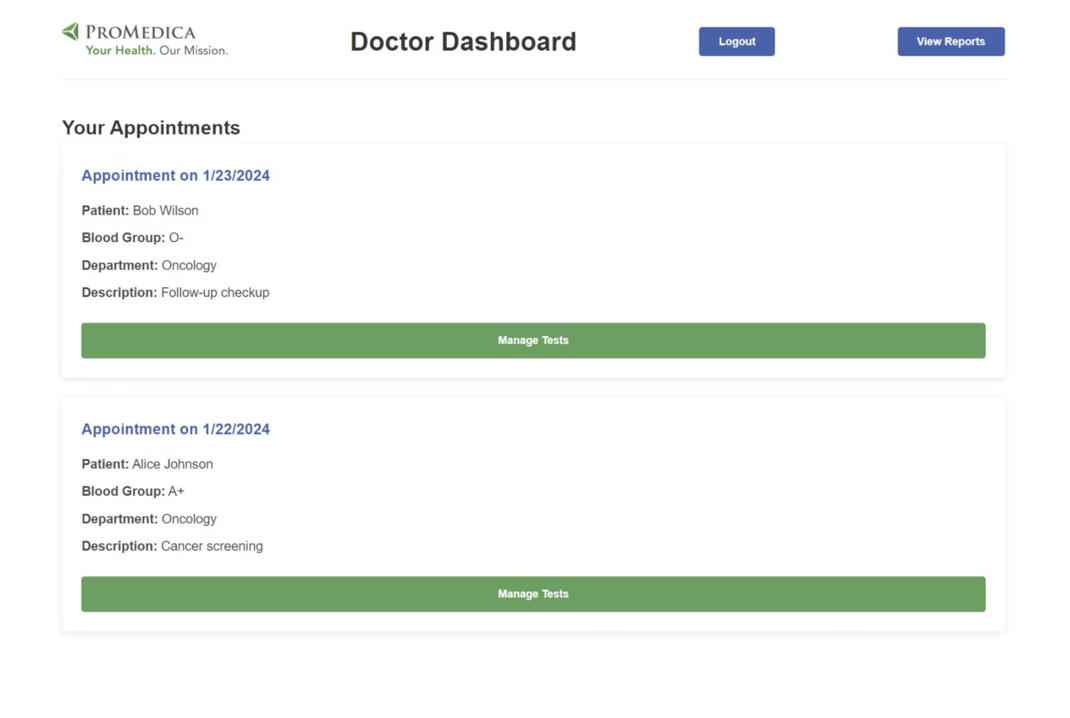 PROMEDICA
Your Health. Our Mission.
Doctor Dashboard
Logout
View Reports
Your Appointments
Appointment on 1/23/2024
Patient: Bob Wilson
Blood Group: O-
Department: Oncology
Description: Follow-up checkup
Manage Tests
Appointment on 1/22/2024
Patient: Alice Johnson
Blood Group: A+
Department: Oncology
Description: Cancer screening
Manage Tests